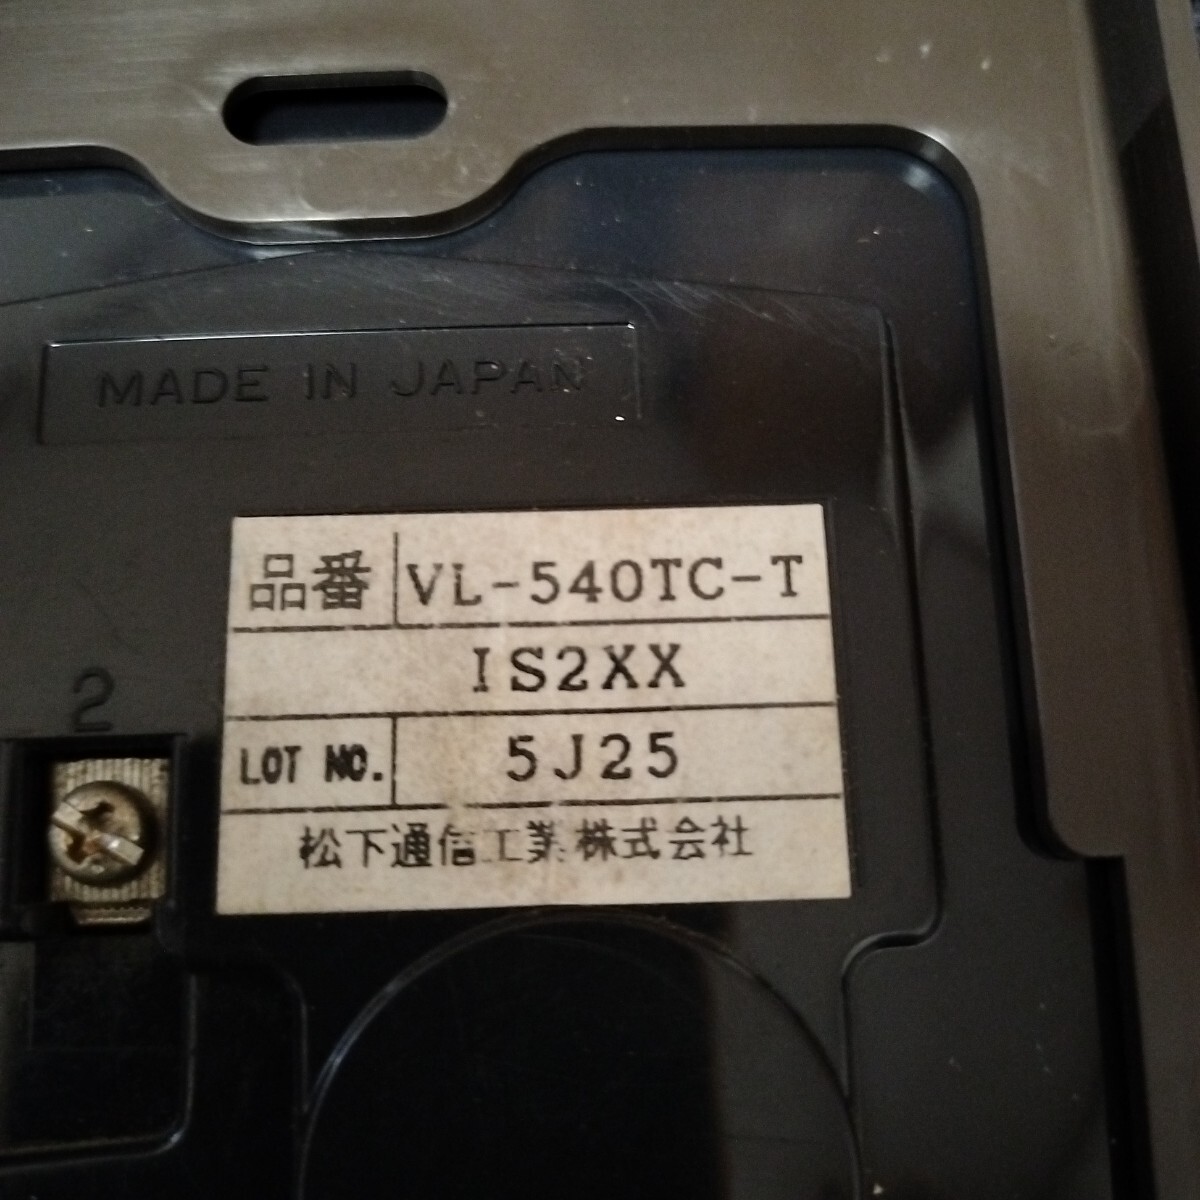 MADE IN JAPAN
品番 VL-540TC-T
IS2XX
LOT NO. 5J25
松下通信工業株式会社
2